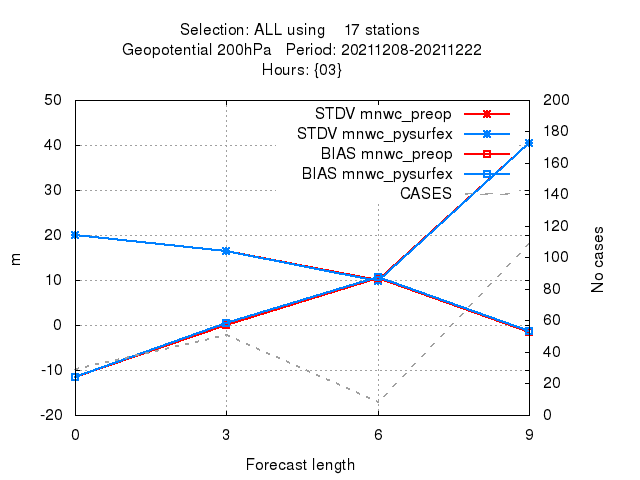 Selection: ALL using    17 stations
Geopotential 200hPa   Period: 20211208-20211222
Hours: {03}
STDV mnwc_preop
STDV mnwc_pysurfex
BIAS mnwc_preop
BIAS mnwc_pysurfex
CASES
50
40
30
20
10
0
-10
-20
m
200
180
160
140
120
100
80
60
40
20
0
No cases
0 3 6 9
Forecast length